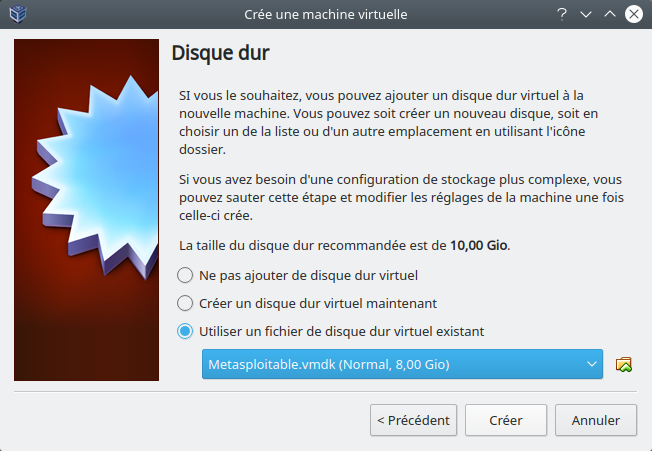 Crée une machine virtuelle
Disque dur
SI vous le souhaitez, vous pouvez ajouter un disque dur virtuel à la
nouvelle machine. Vous pouvez soit créer un nouveau disque, soit en
choisir un de la liste ou d'un autre emplacement en utilisant l'icône
dossier.
Si vous avez besoin d'une configuration de stockage plus complexe, vous
pouvez sauter cette étape et modifier les réglages de la machine une fois
celle-ci crée.
La taille du disque dur recommandée est de 10,00 Gio.
Ne pas ajouter de disque dur virtuel
Créer un disque dur virtuel maintenant
Utiliser un fichier de disque dur virtuel existant
Metasploitable.vmdk (Normal, 8,00 Gio)
< Précédent
Créer
Annuler